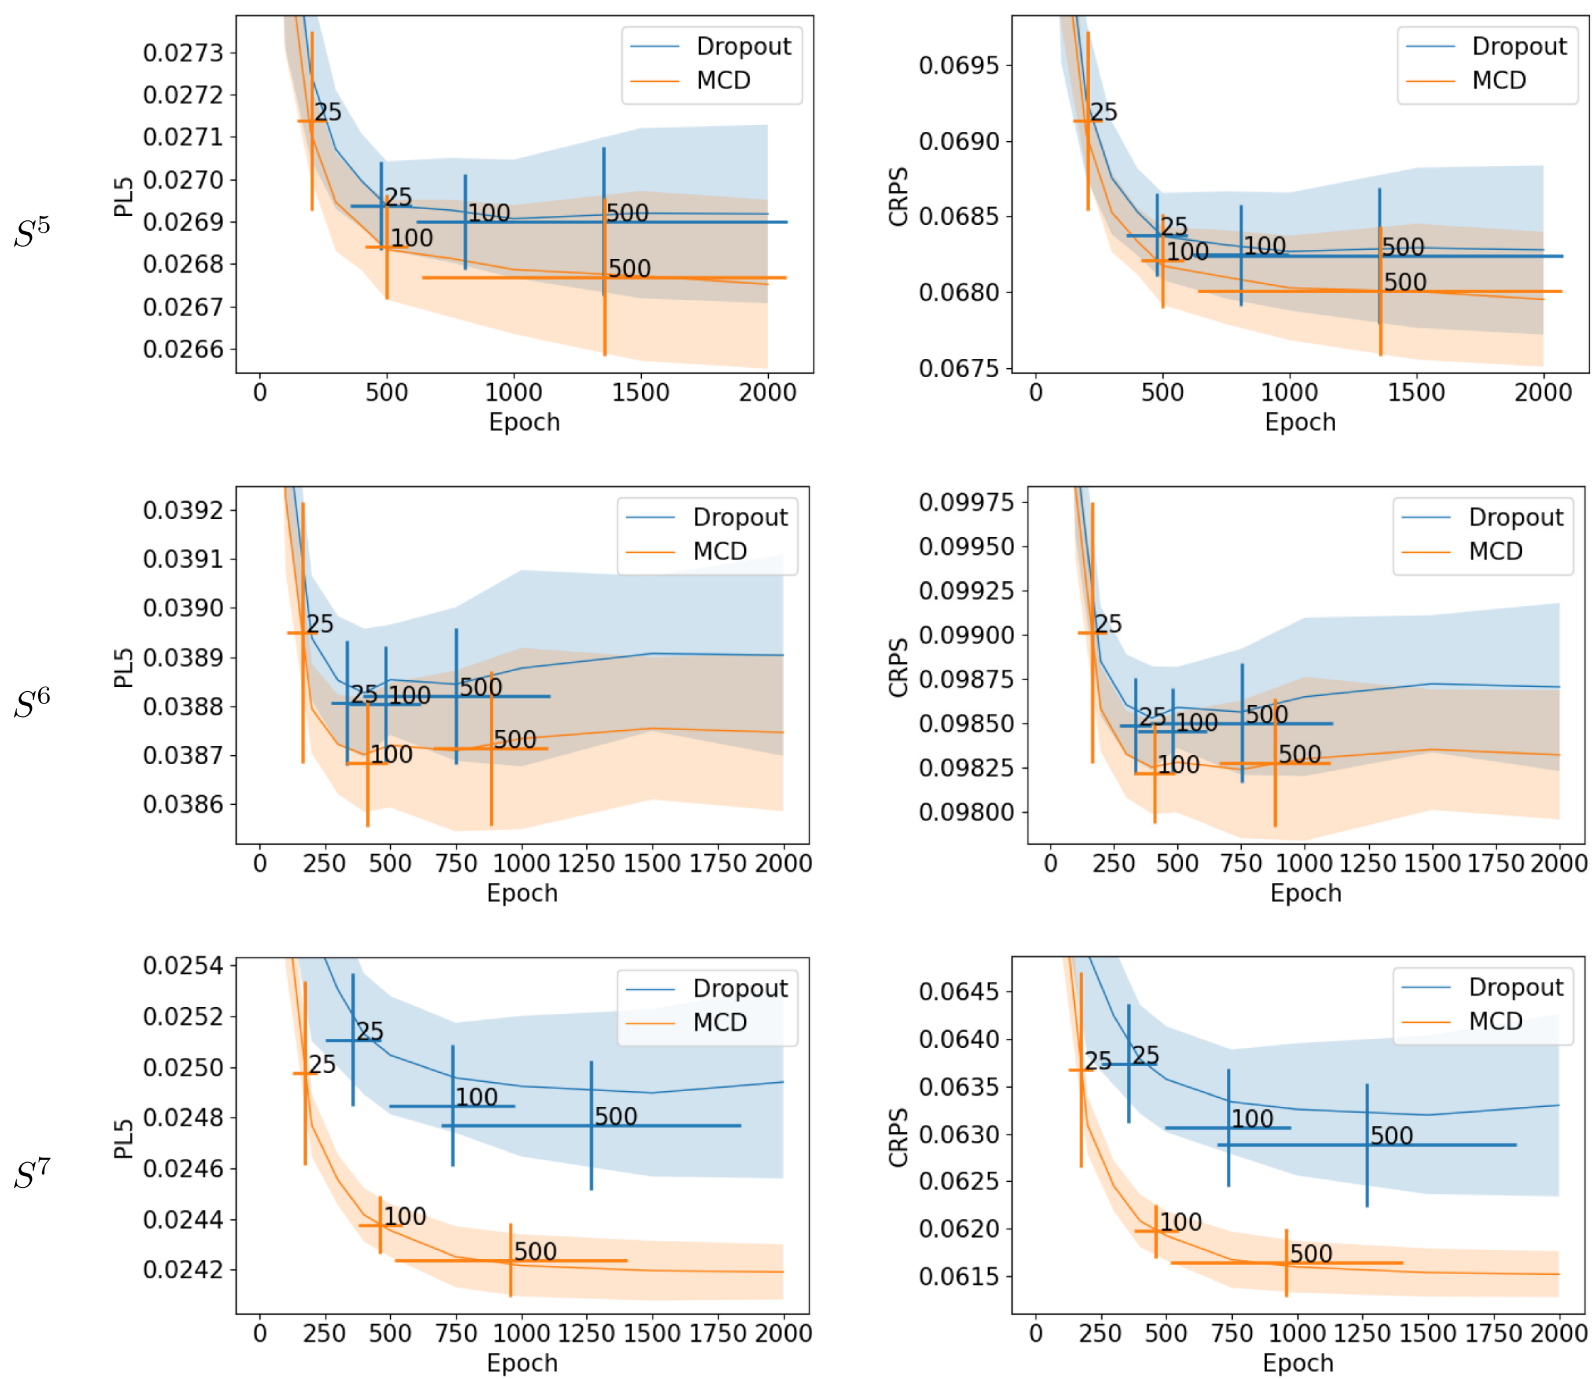 S⁵
PL5
0.0273
0.0272
0.0271
0.0270
0.0269
0.0268
0.0267
0.0266
Dropout
MCD
25
25
100
100
500
500
0 500 1000 1500 2000
Epoch
CRPS
0.0695
0.0690
0.0685
0.0680
0.0675
Dropout
MCD
25
25
100
100
500
500
0 500 1000 1500 2000
Epoch
S⁶
PL5
0.0392
0.0391
0.0390
0.0389
0.0388
0.0387
0.0386
Dropout
MCD
25
25
100
500
100
500
0 250 500 750 1000 1250 1500 1750 2000
Epoch
CRPS
0.09975
0.09950
0.09925
0.09900
0.09875
0.09850
0.09825
0.09800
Dropout
MCD
25
25
100
500
100
500
0 250 500 750 1000 1250 1500 1750 2000
Epoch
S⁷
PL5
0.0254
0.0252
0.0250
0.0248
0.0246
0.0244
0.0242
Dropout
MCD
25
25
100
500
100
500
0 250 500 750 1000 1250 1500 1750 2000
Epoch
CRPS
0.0645
0.0640
0.0635
0.0630
0.0625
0.0620
0.0615
Dropout
MCD
25
25
100
500
100
500
0 250 500 750 1000 1250 1500 1750 2000
Epoch